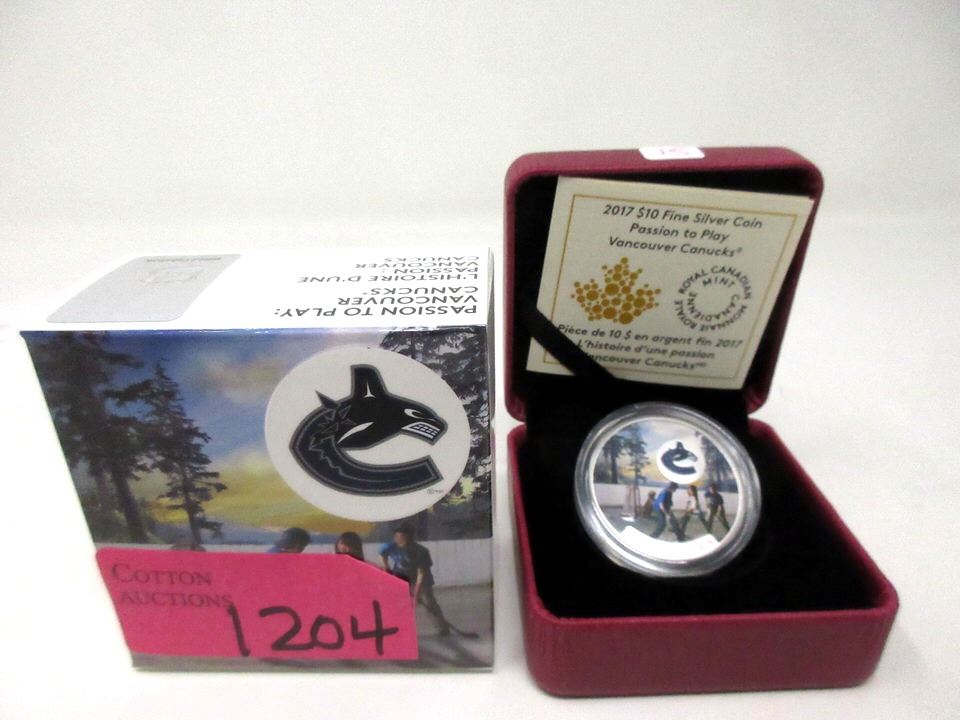 PASSION TO PLAY:
VANCOUVER
CANUCKS®
L'HISTOIRE D'UNE
PASSION :
VANCOUVER
CANUCKS
COTTON
AUCTIONS
1204
2017 $10 Fine Silver Coin
Passion to Play
Vancouver Canucks®
ROYAL CANADIAN MINT
MONNAIE ROYALE CANADIENNE
Pièce de 10 $ en argent fin 2017
L'histoire d'une passion
Vancouver Canucks